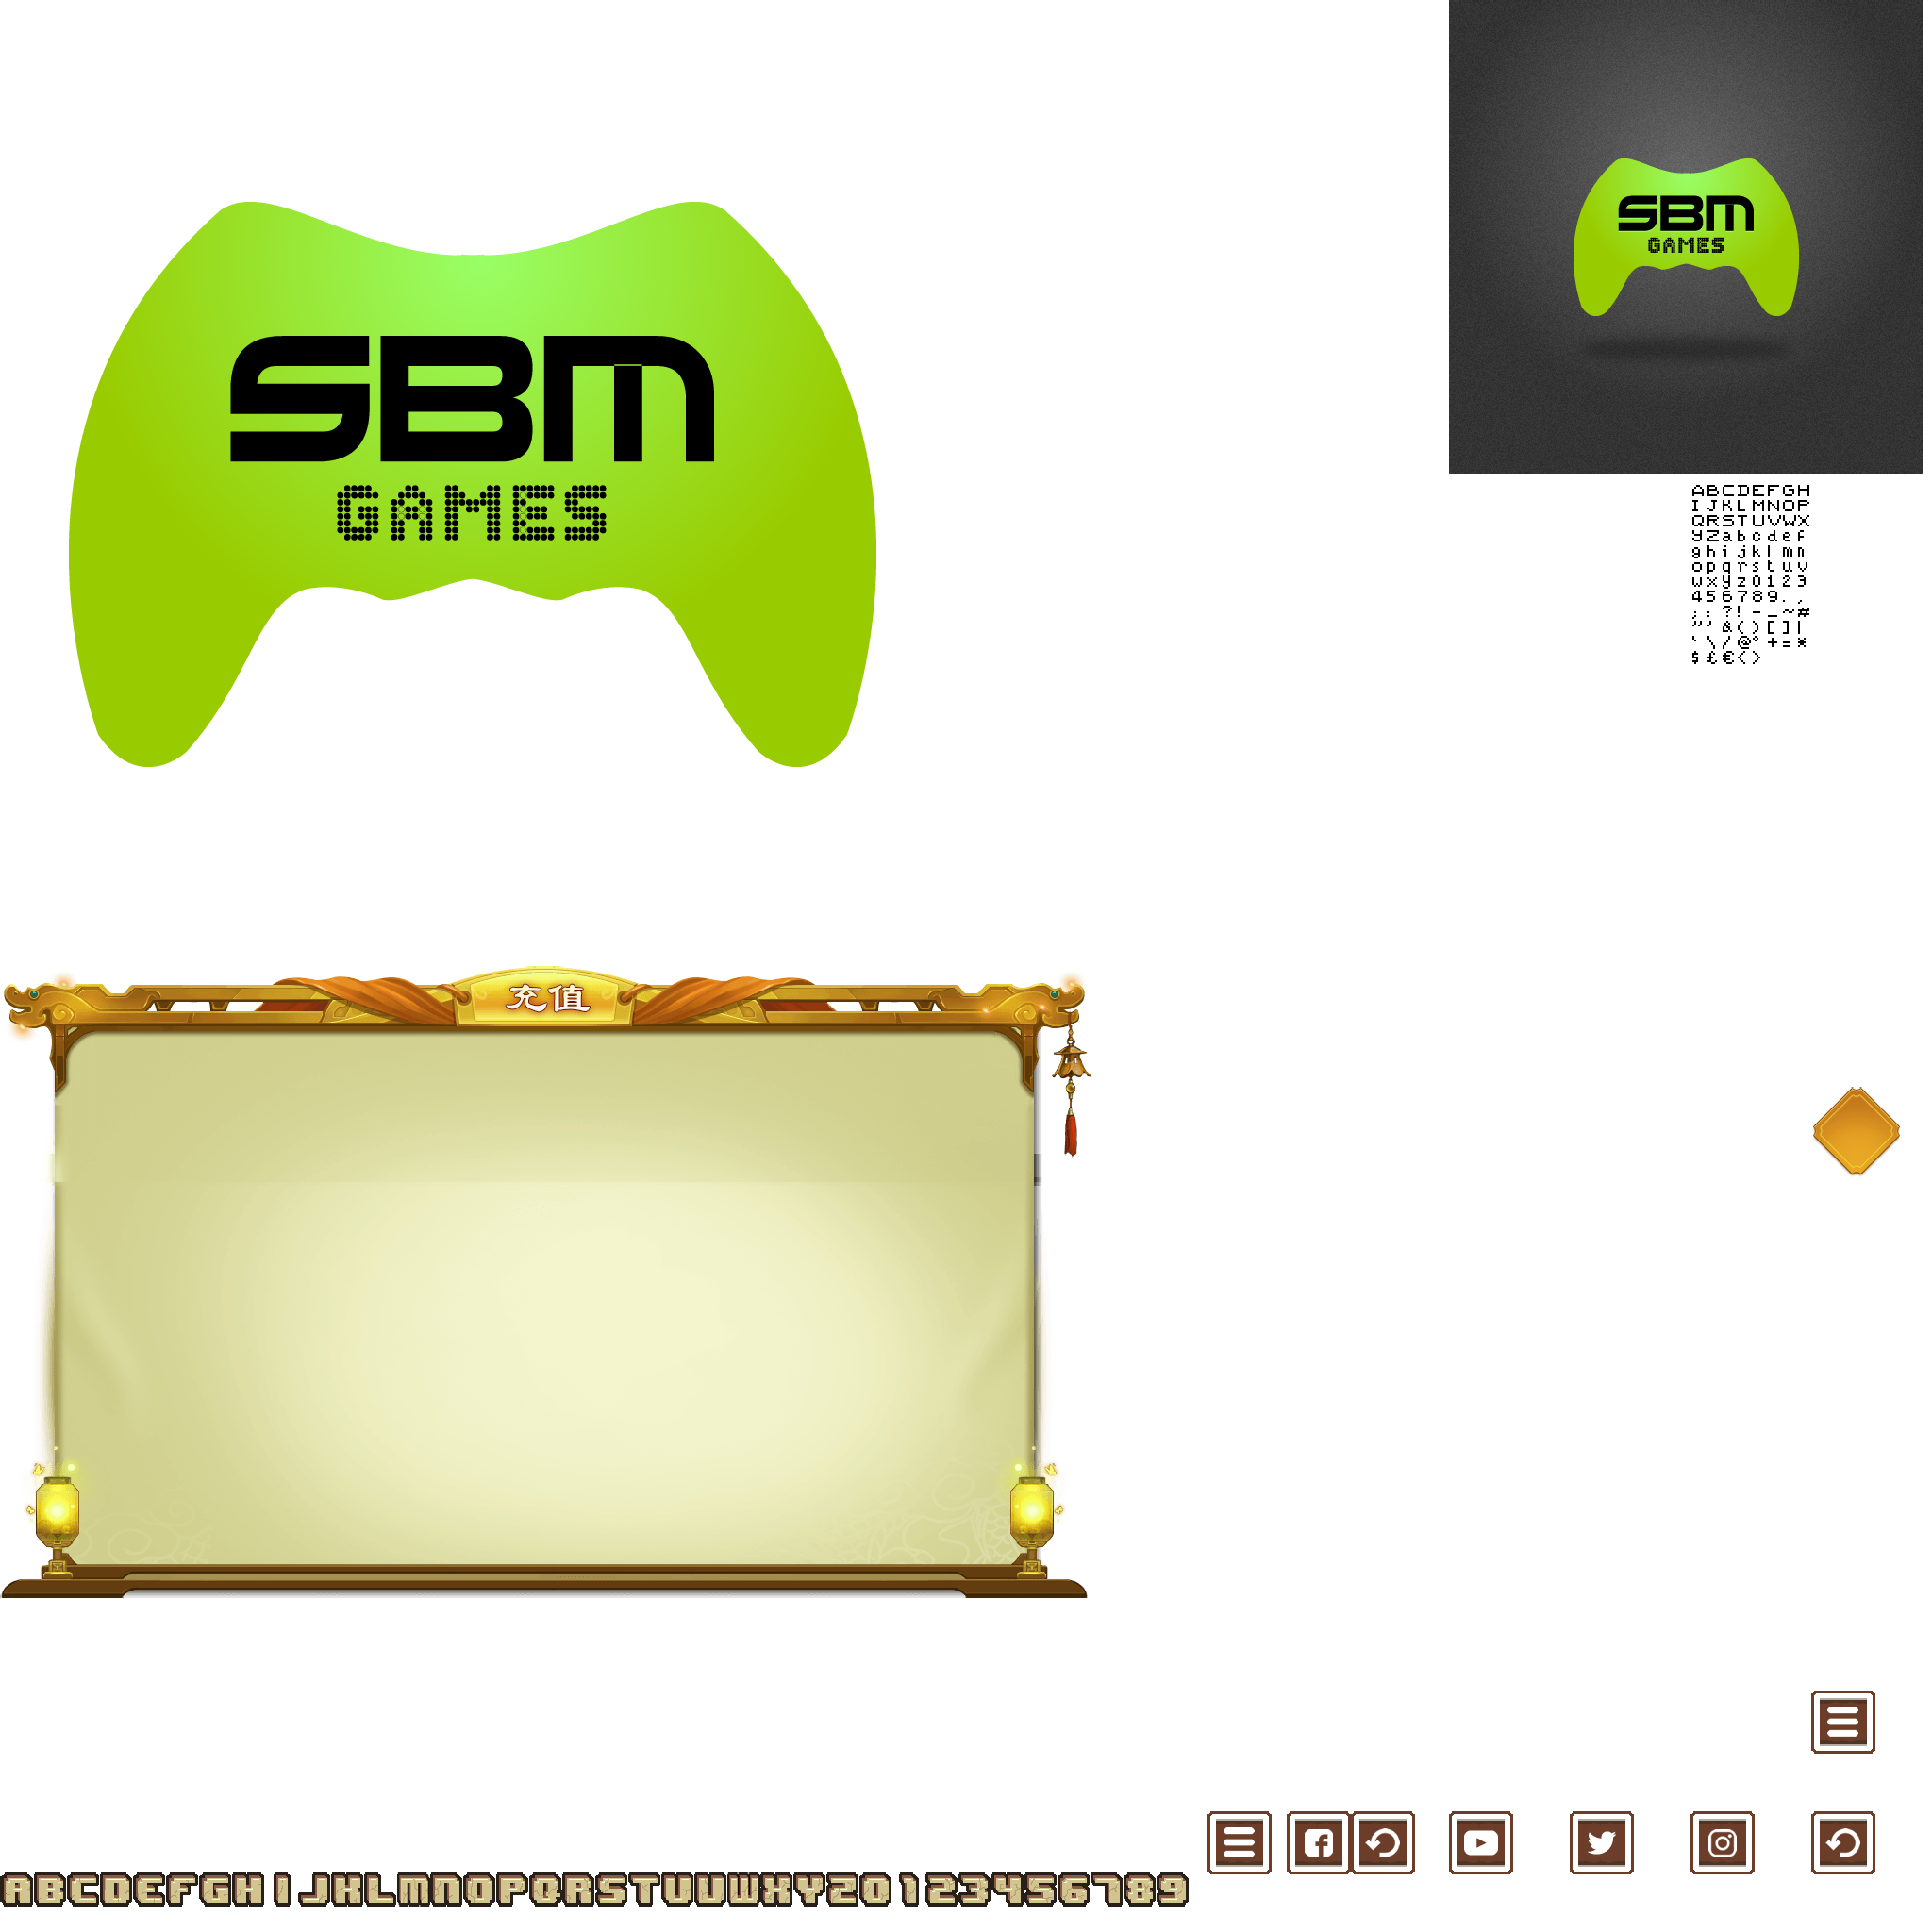 SBM
GAMES
SBM
GAMES
ABCDEFGH
IJKLMNOP
QRSTUVWX
YZabcdef
ghijklmn
opqrstuv
wxyz0123
456789.,
;:?!-_~#
"'&()[]|
`\/@°+=*
$£€<>
充值
ABCDEFGHIJKLMNOPQRSTUVWXYZ0123456789